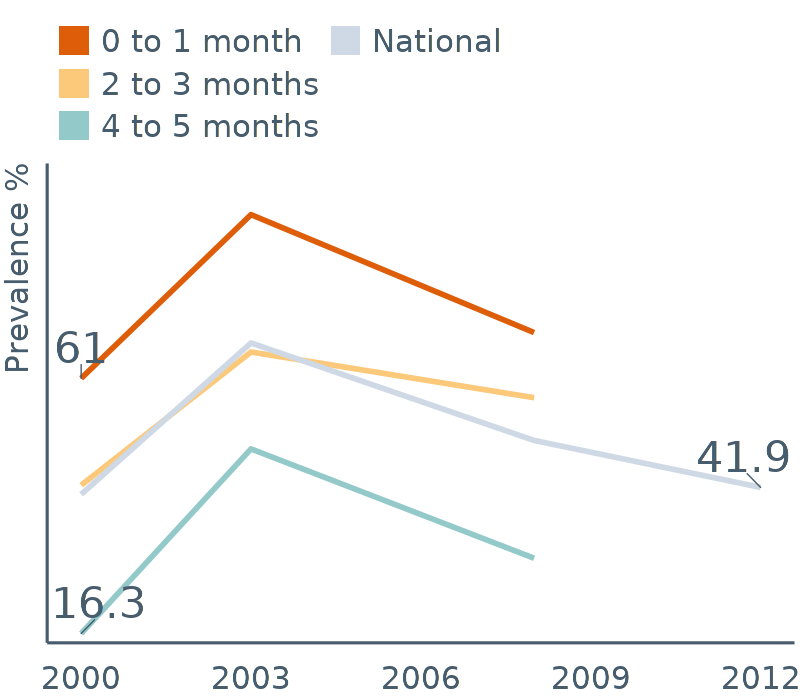 0 to 1 month
National
2 to 3 months
4 to 5 months
Prevalence %
61
41.9
16.3
2000 2003 2006 2009 2012